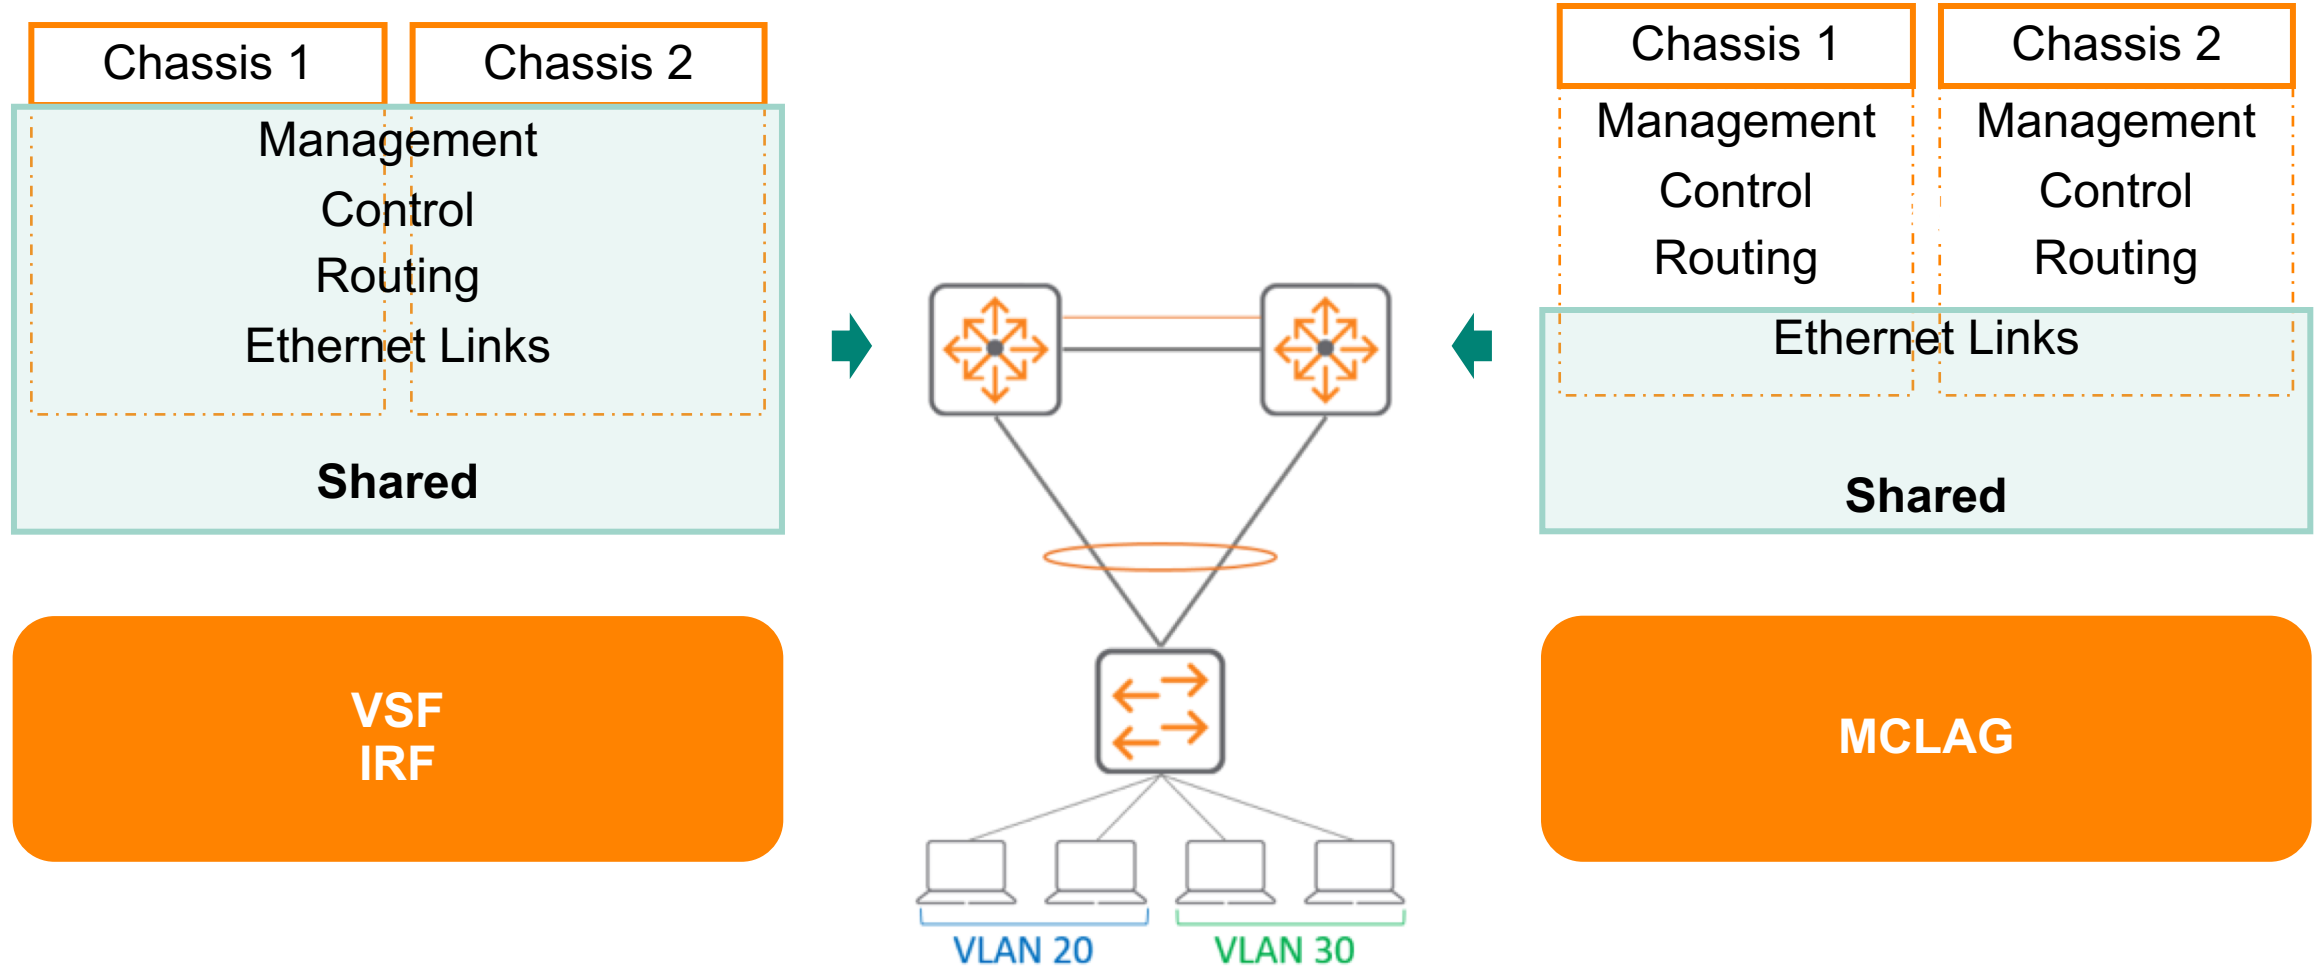 Chassis 1
Chassis 2
Management
Control
Routing
Ethernet Links
Shared
VSF
IRF
VLAN 20
VLAN 30
Chassis 1
Chassis 2
Management
Management
Control
Control
Routing
Routing
Ethernet Links
Shared
MCLAG